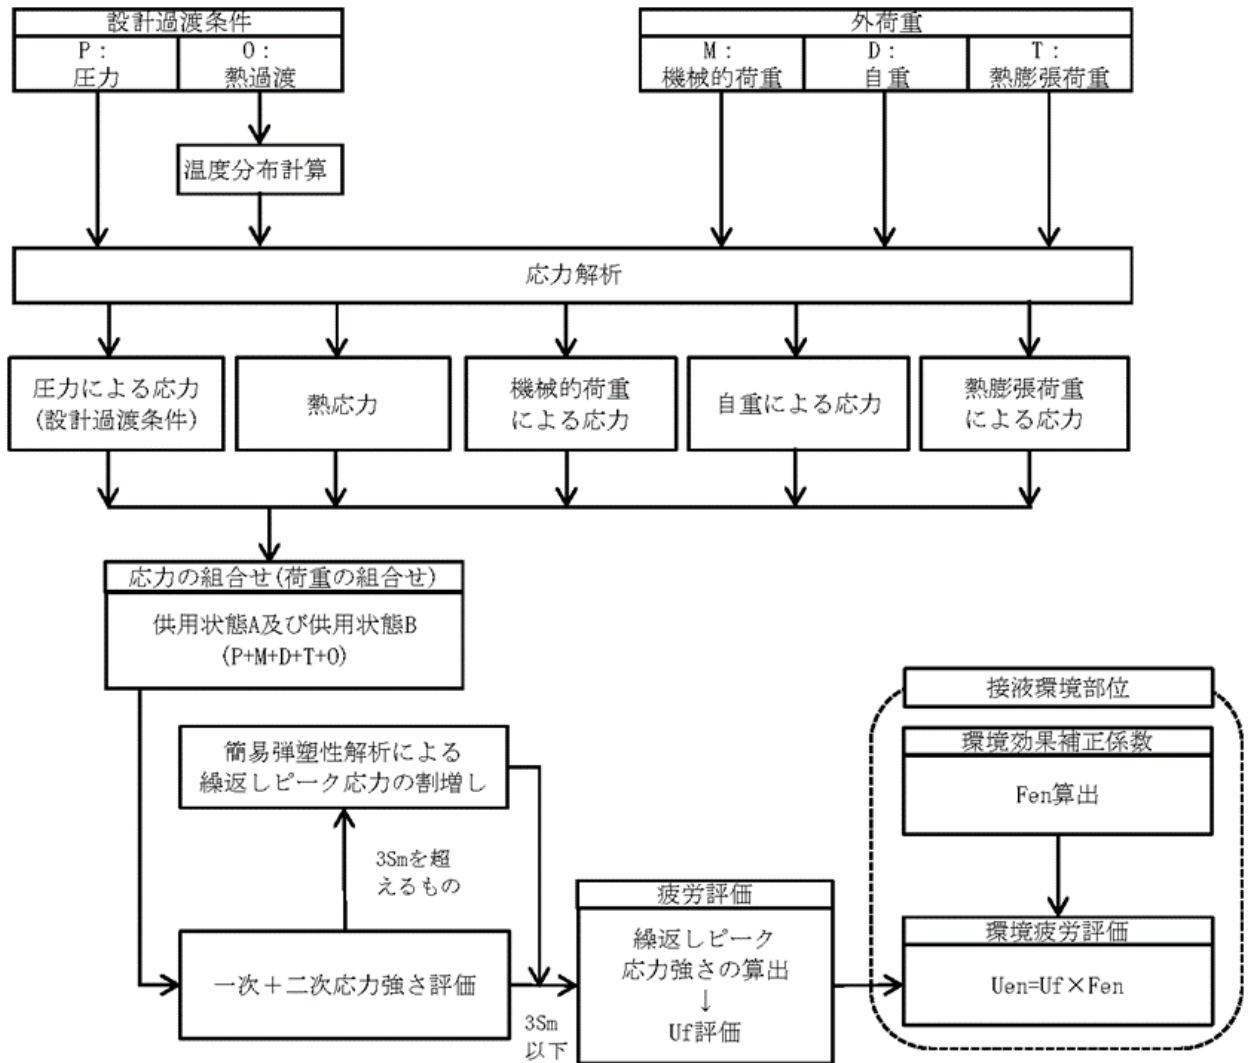 設計過渡条件
P:
圧力
O:
熱過渡
外荷重
M:
機械的荷重
D:
自重
T:
熱膨張荷重
温度分布計算
応力解析
圧力による応力
(設計過渡条件)
熱応力
機械的荷重
による応力
自重による応力
熱膨張荷重
による応力
応力の組合せ(荷重の組合せ)
供用状態A及び供用状態B
(P+M+D+T+O)
接液環境部位
簡易弾塑性解析による
繰返しピーク応力の割増し
環境効果補正係数
Fen算出
3Smを超
えるもの
一次+二次応力強さ評価
3Sm
以下
疲労評価
繰返しピーク
応力強さの算出
↓
Uf評価
環境疲労評価
Uen=Uf×Fen